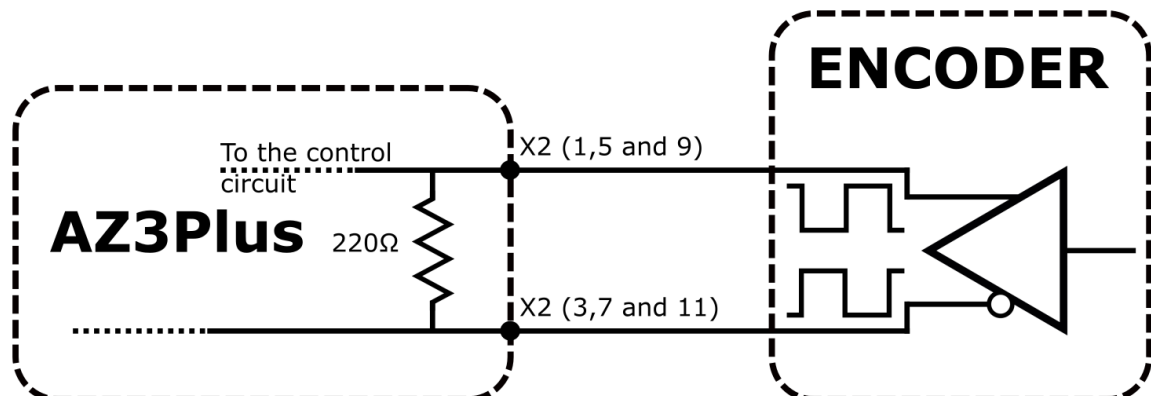 ENCODER
X2 (1,5 and 9)
To the control
circuit
AZ3Plus
220Ω
X2 (3,7 and 11)